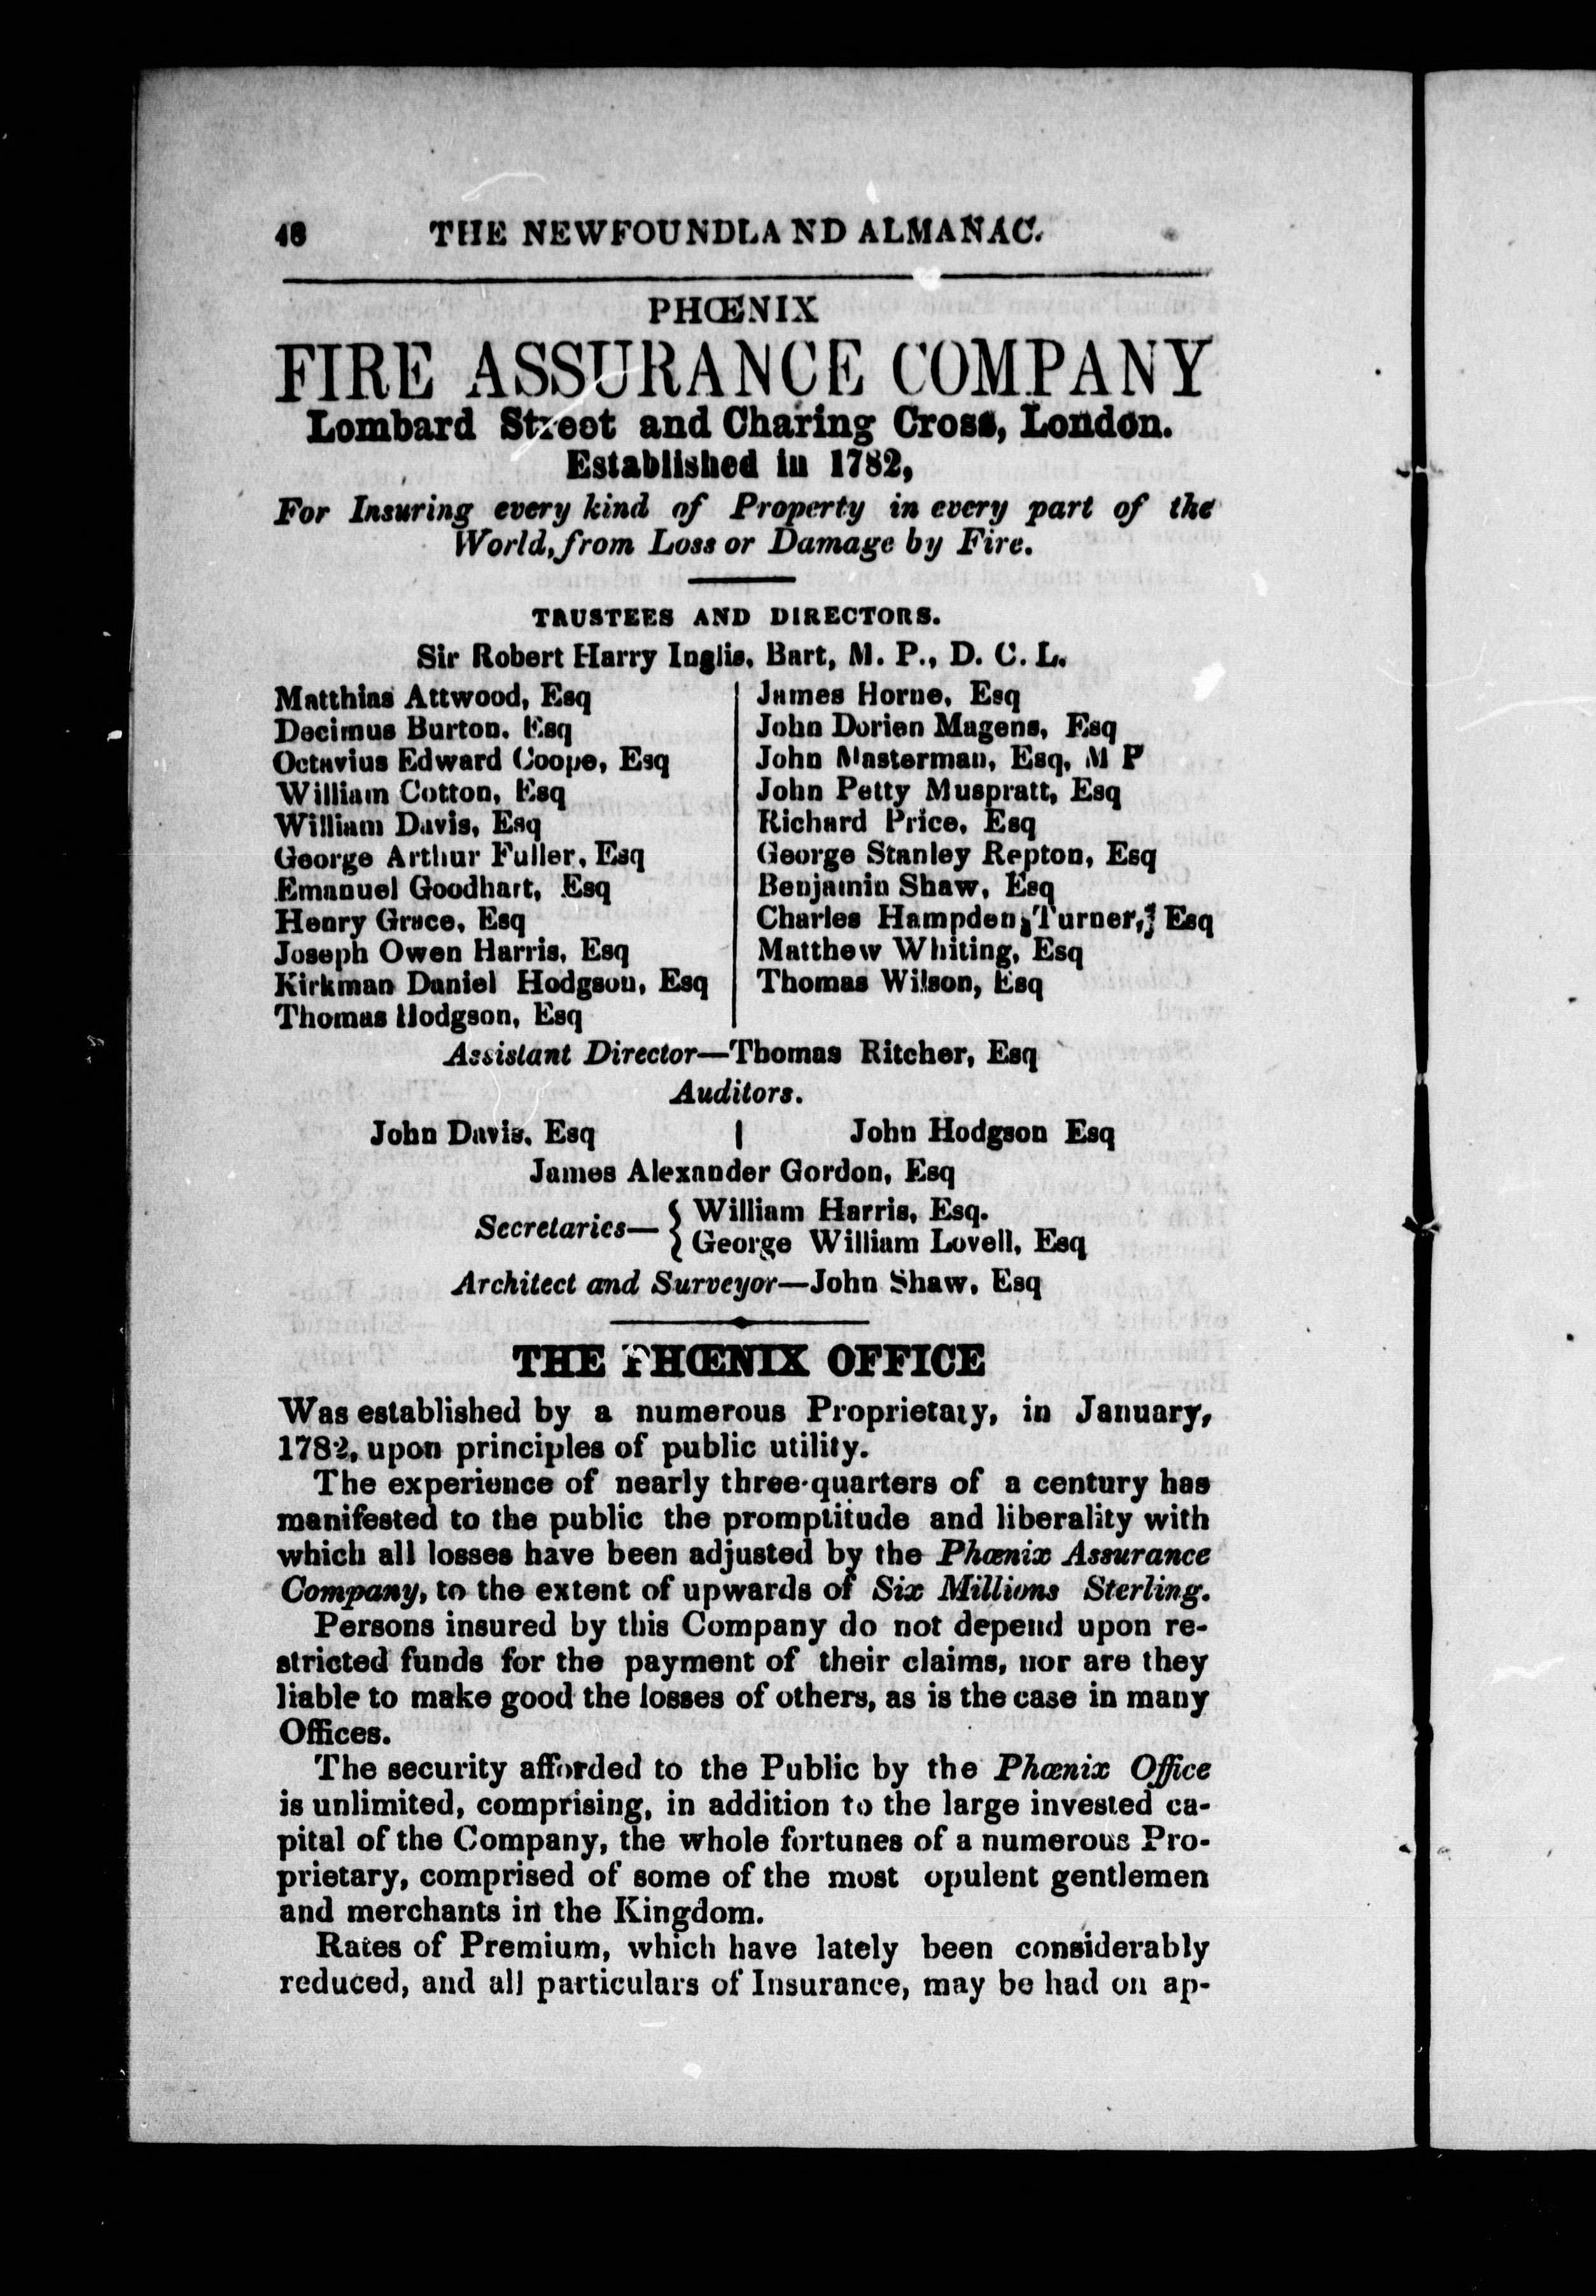 48 THE NEWFOUNDLAND ALMANAC.
PHŒNIX
FIRE ASSURANCE COMPANY
Lombard Street and Charing Cross, London.
Established in 1782,
For Insuring every kind of Property in every part of the
World, from Loss or Damage by Fire.
TRUSTEES AND DIRECTORS.
Sir Robert Harry Inglis, Bart, M. P., D. C. L.
Matthias Attwood, Esq
Decimus Burton, Esq
Octavius Edward Coope, Esq
William Cotton, Esq
William Davis, Esq
George Arthur Fuller, Esq
Emanuel Goodhart, Esq
Henry Grace, Esq
Joseph Owen Harris, Esq
Kirkman Daniel Hodgson, Esq
Thomas Hodgson, Esq
James Horne, Esq
John Dorien Magens, Esq
John Masterman, Esq, M P
John Petty Muspratt, Esq
Richard Price, Esq
George Stanley Repton, Esq
Benjamin Shaw, Esq
Charles Hampden Turner, Esq
Matthew Whiting, Esq
Thomas Wilson, Esq
Assistant Director—Thomas Ritcher, Esq
Auditors.
John Davis, Esq | John Hodgson Esq
James Alexander Gordon, Esq
Secretaries— { William Harris, Esq.
George William Lovell, Esq
Architect and Surveyor—John Shaw, Esq
THE PHŒNIX OFFICE
Was established by a numerous Proprietary, in January,
1782, upon principles of public utility.
The experience of nearly three-quarters of a century has
manifested to the public the promptitude and liberality with
which all losses have been adjusted by the Phœnix Assurance
Company, to the extent of upwards of Six Millions Sterling.
Persons insured by this Company do not depend upon re-
stricted funds for the payment of their claims, nor are they
liable to make good the losses of others, as is the case in many
Offices.
The security afforded to the Public by the Phœnix Office
is unlimited, comprising, in addition to the large invested ca-
pital of the Company, the whole fortunes of a numerous Pro-
prietary, comprised of some of the most opulent gentlemen
and merchants in the Kingdom.
Rates of Premium, which have lately been considerably
reduced, and all particulars of Insurance, may be had on ap-